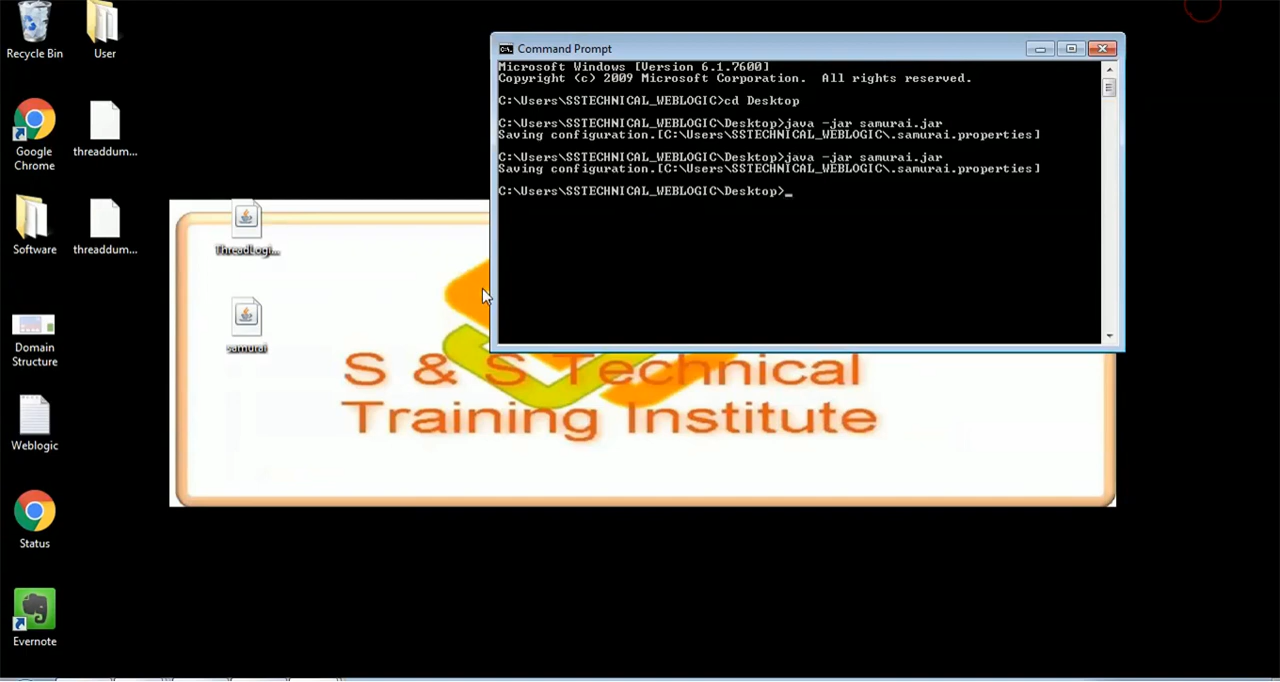 Recycle Bin
User
Google
Chrome
threaddum...
Software
threaddum...
Domain
Structure
Weblogic
Status
Evernote
ThreadLogi...
samurai
Command Prompt
Microsoft Windows [Version 6.1.7600]
Copyright (c) 2009 Microsoft Corporation.  All rights reserved.
C:\Users\SSTECHNICAL_WEBLOGIC>cd Desktop
C:\Users\SSTECHNICAL_WEBLOGIC\Desktop>java -jar samurai.jar
Saving configuration.[C:\Users\SSTECHNICAL_WEBLOGIC\.samurai.properties]
C:\Users\SSTECHNICAL_WEBLOGIC\Desktop>java -jar samurai.jar
Saving configuration.[C:\Users\SSTECHNICAL_WEBLOGIC\.samurai.properties]
C:\Users\SSTECHNICAL_WEBLOGIC\Desktop>_
S & S Technical
Training Institute